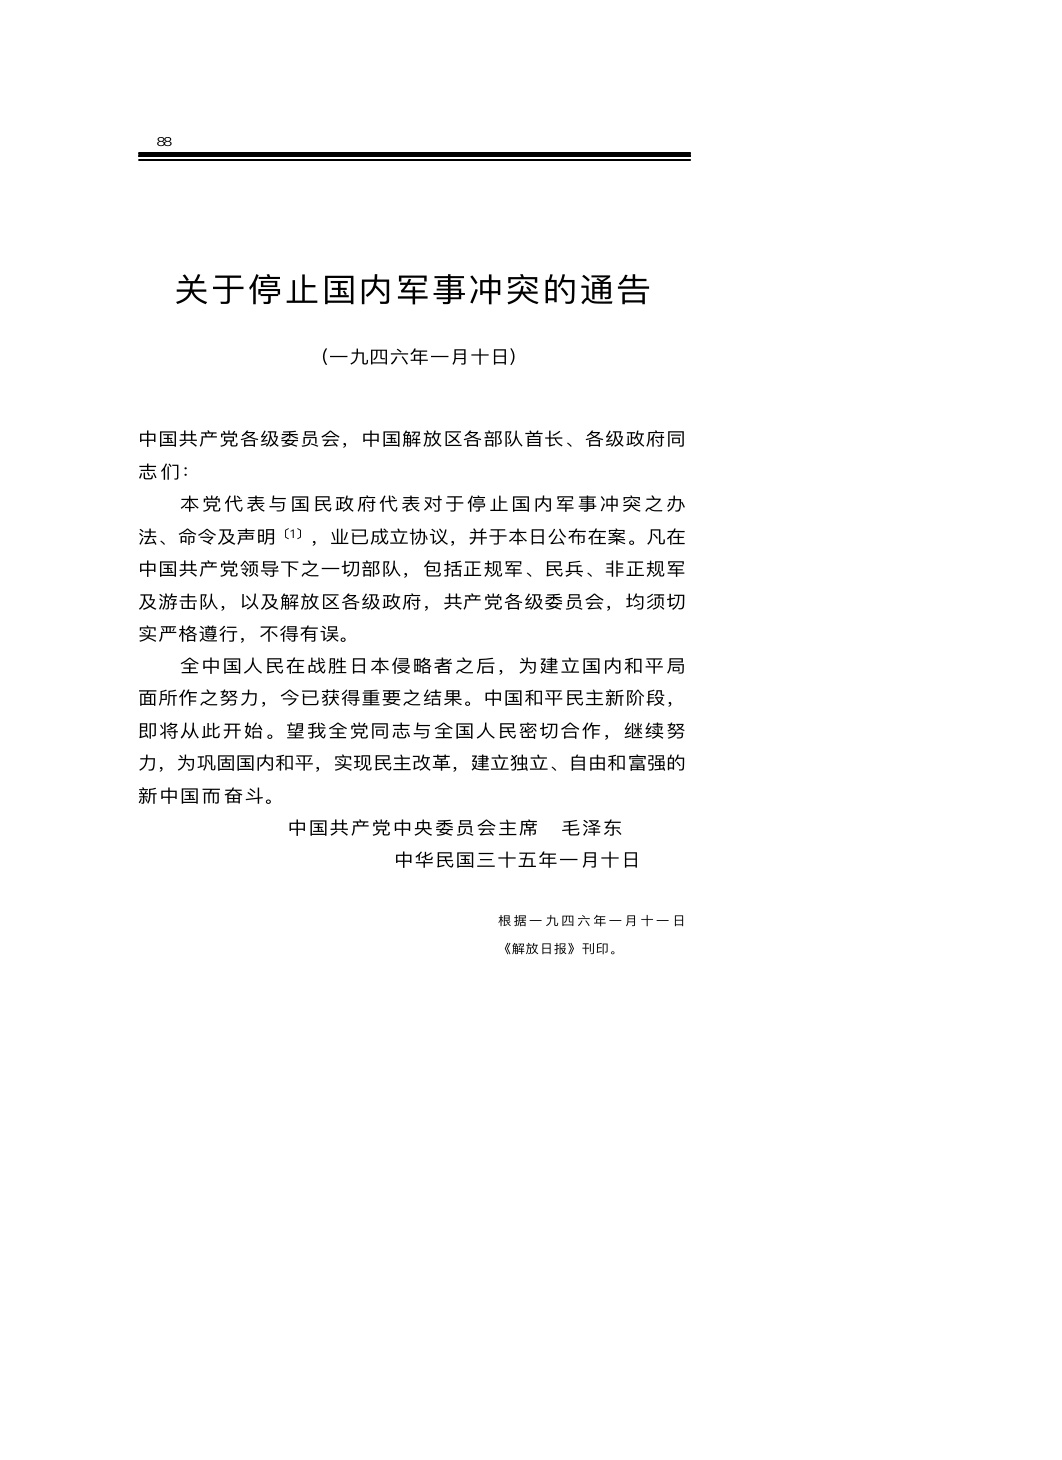 88
关于停止国内军事冲突的通告
（一九四六年一月十日）
中国共产党各级委员会，中国解放区各部队首长、各级政府同
志们：
本党代表与国民政府代表对于停止国内军事冲突之办
法、命令及声明〔1〕，业已成立协议，并于本日公布在案。凡在
中国共产党领导下之一切部队，包括正规军、民兵、非正规军
及游击队，以及解放区各级政府，共产党各级委员会，均须切
实严格遵行，不得有误。
全中国人民在战胜日本侵略者之后，为建立国内和平局
面所作之努力，今已获得重要之结果。中国和平民主新阶段，
即将从此开始。望我全党同志与全国人民密切合作，继续努
力，为巩固国内和平，实现民主改革，建立独立、自由和富强的
新中国而奋斗。
中国共产党中央委员会主席　毛泽东
中华民国三十五年一月十日
根据一九四六年一月十一日
《解放日报》刊印。